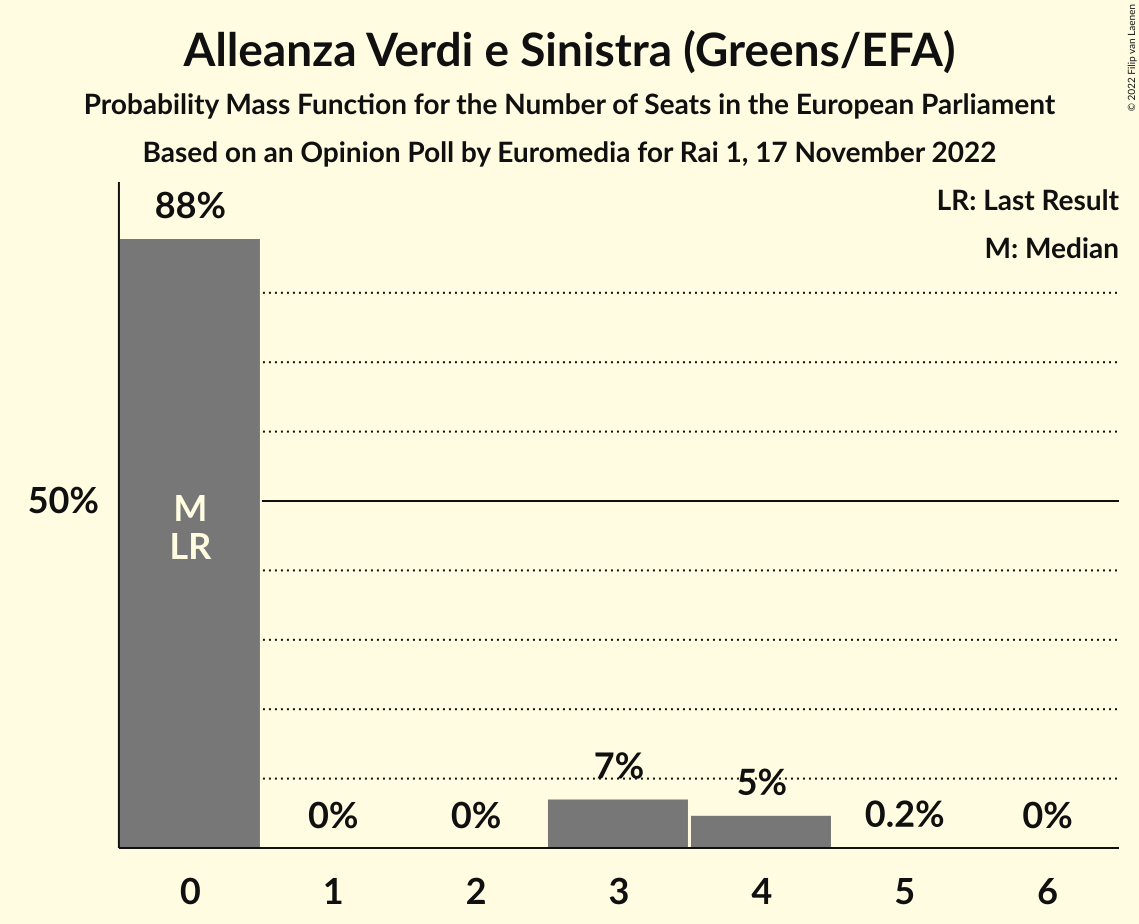 Alleanza Verdi e Sinistra (Greens/EFA)
Probability Mass Function for the Number of Seats in the European Parliament
Based on an Opinion Poll by Euromedia for Rai 1, 17 November 2022
© 2022 Filip van Laenen
LR: Last Result
M: Median
88%
50%
M
LR
7%
5%
0%
0%
0.2%
0%
0
1
2
3
4
5
6